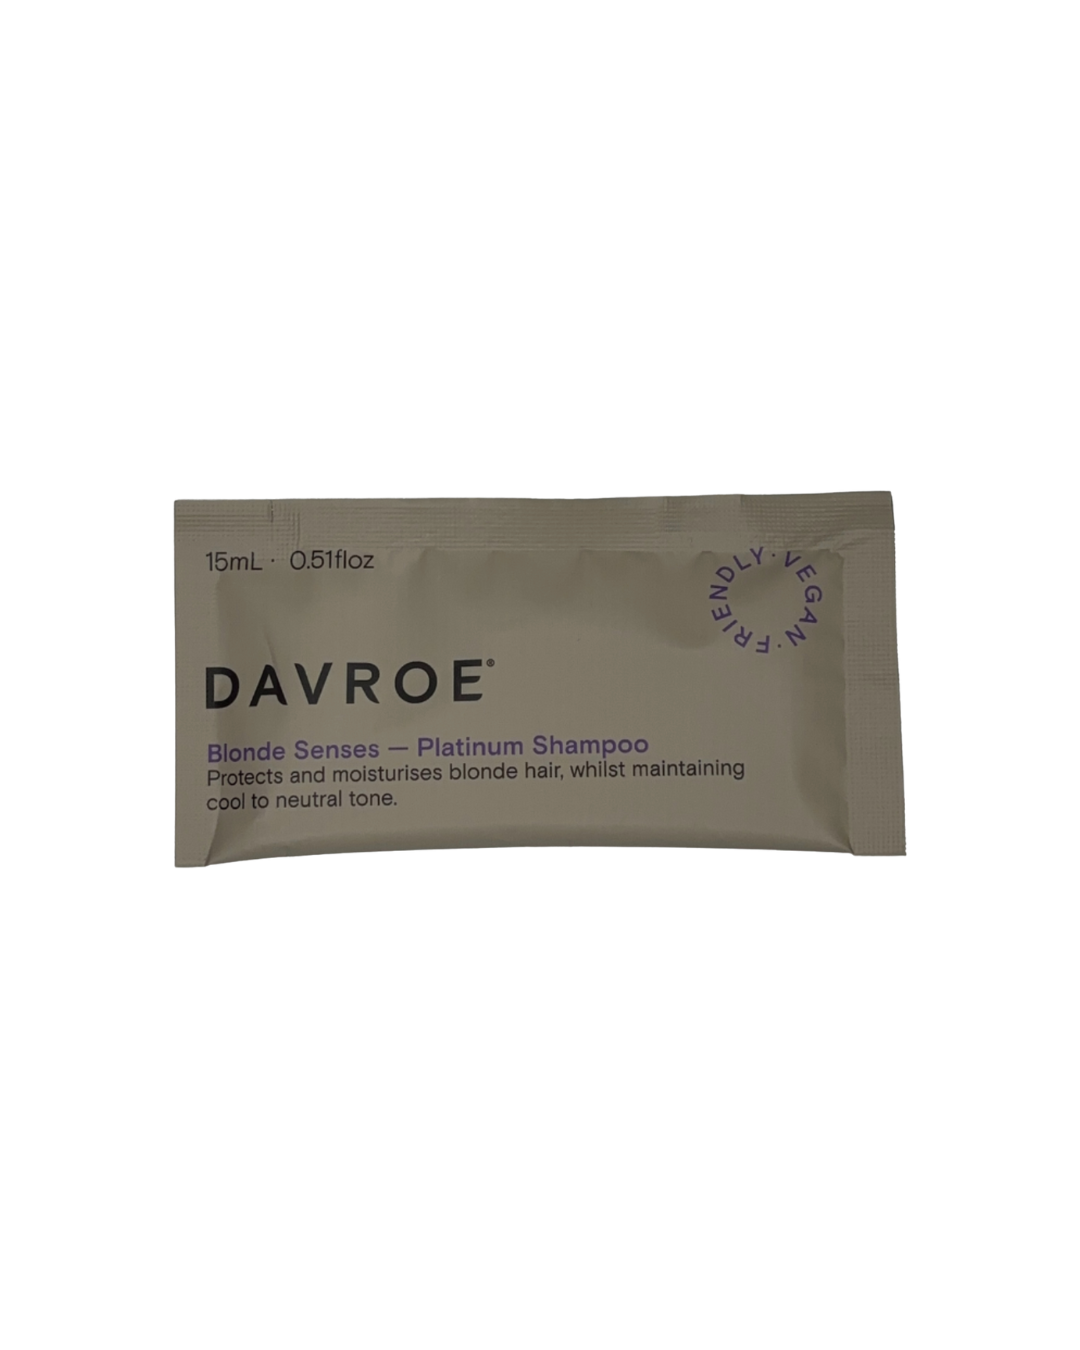 15mL · 0.51floz
VEGAN · FRIENDLY ·
DAVROE®
Blonde Senses — Platinum Shampoo
Protects and moisturises blonde hair, whilst maintaining
cool to neutral tone.